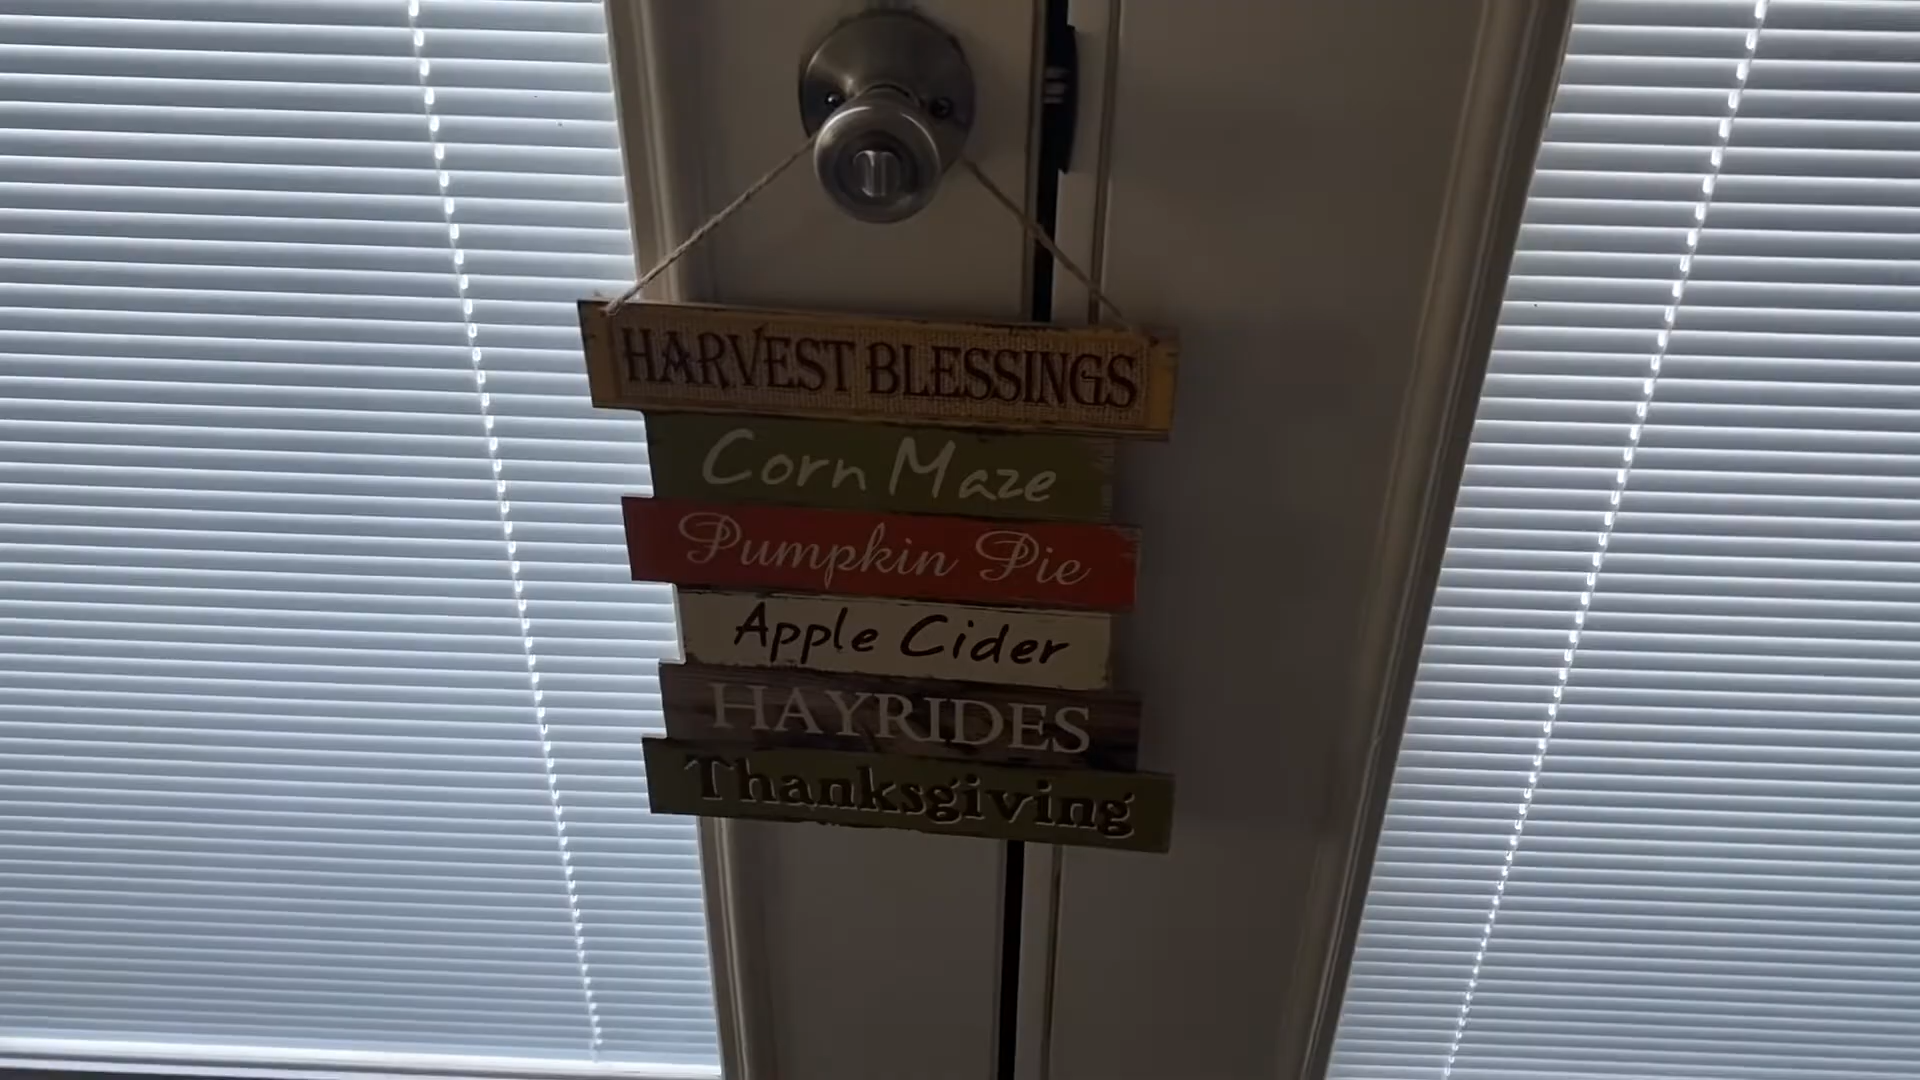 HARVEST BLESSINGS
Corn Maze
Pumpkin Pie
Apple Cider
HAYRIDES
Thanksgiving